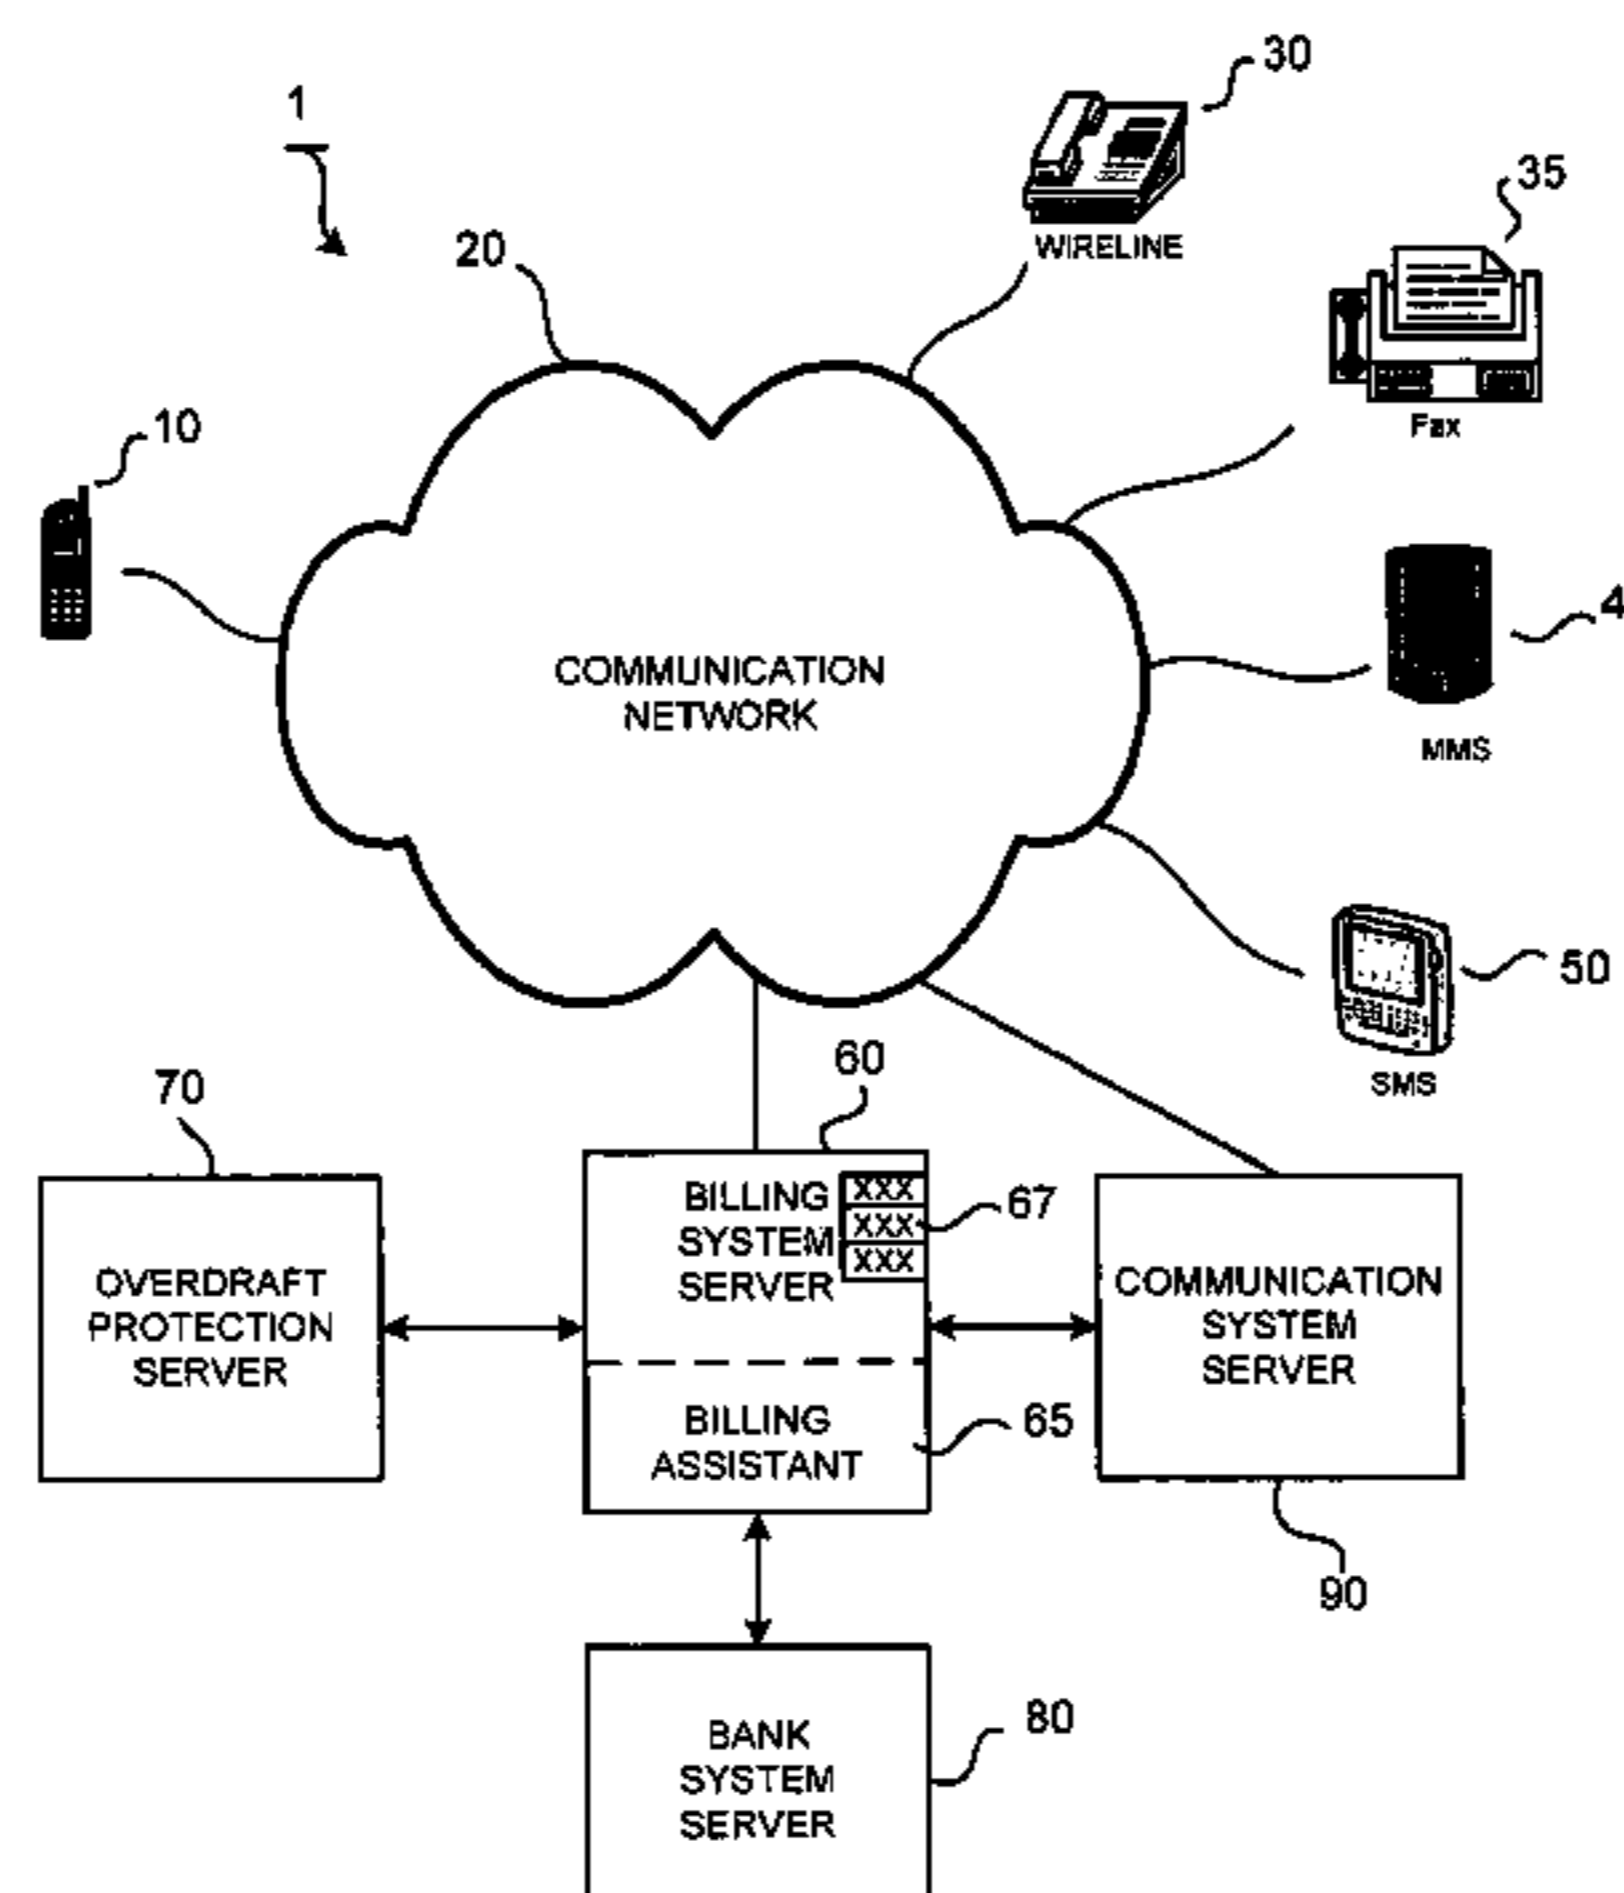 1
30
WIRELINE
35
Fax
20
10
COMMUNICATION
NETWORK
4
MMS
50
SMS
70
OVERDRAFT
PROTECTION
SERVER
60
BILLING
SYSTEM
SERVER
XXX
XXX
XXX
67
BILLING
ASSISTANT
65
COMMUNICATION
SYSTEM
SERVER
90
BANK
SYSTEM
SERVER
80